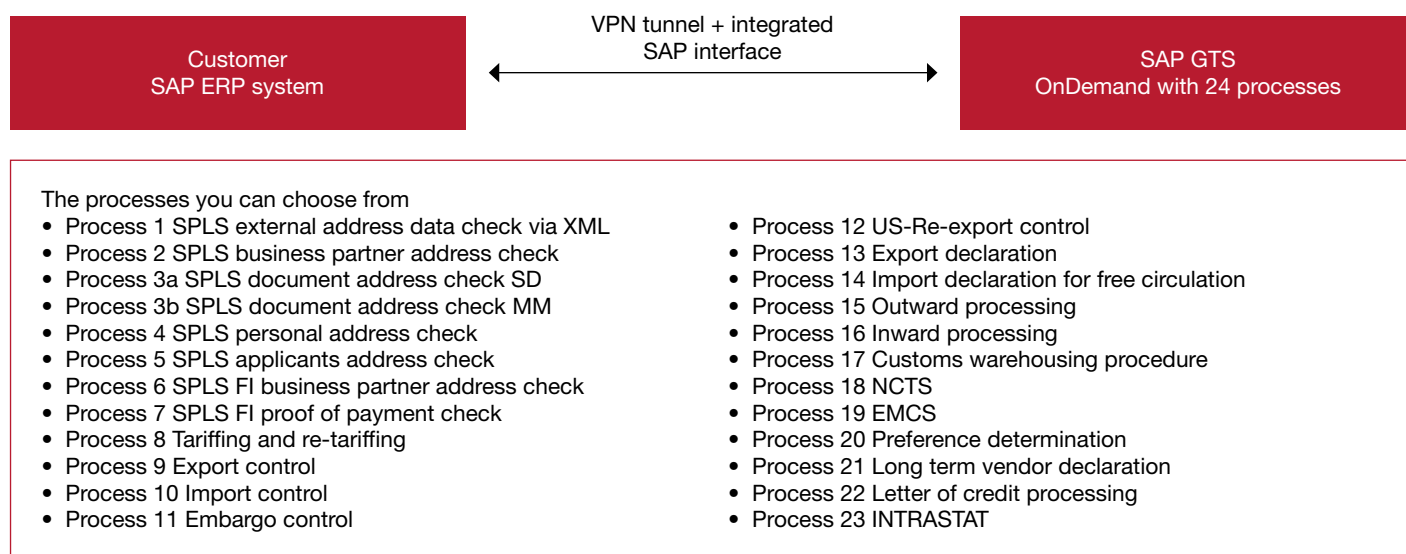 Customer
SAP ERP system
VPN tunnel + integrated
SAP interface
SAP GTS
OnDemand with 24 processes
The processes you can choose from
• Process 1 SPLS external address data check via XML
• Process 2 SPLS business partner address check
• Process 3a SPLS document address check SD
• Process 3b SPLS document address check MM
• Process 4 SPLS personal address check
• Process 5 SPLS applicants address check
• Process 6 SPLS FI business partner address check
• Process 7 SPLS FI proof of payment check
• Process 8 Tariffing and re-tariffing
• Process 9 Export control
• Process 10 Import control
• Process 11 Embargo control
• Process 12 US-Re-export control
• Process 13 Export declaration
• Process 14 Import declaration for free circulation
• Process 15 Outward processing
• Process 16 Inward processing
• Process 17 Customs warehousing procedure
• Process 18 NCTS
• Process 19 EMCS
• Process 20 Preference determination
• Process 21 Long term vendor declaration
• Process 22 Letter of credit processing
• Process 23 INTRASTAT